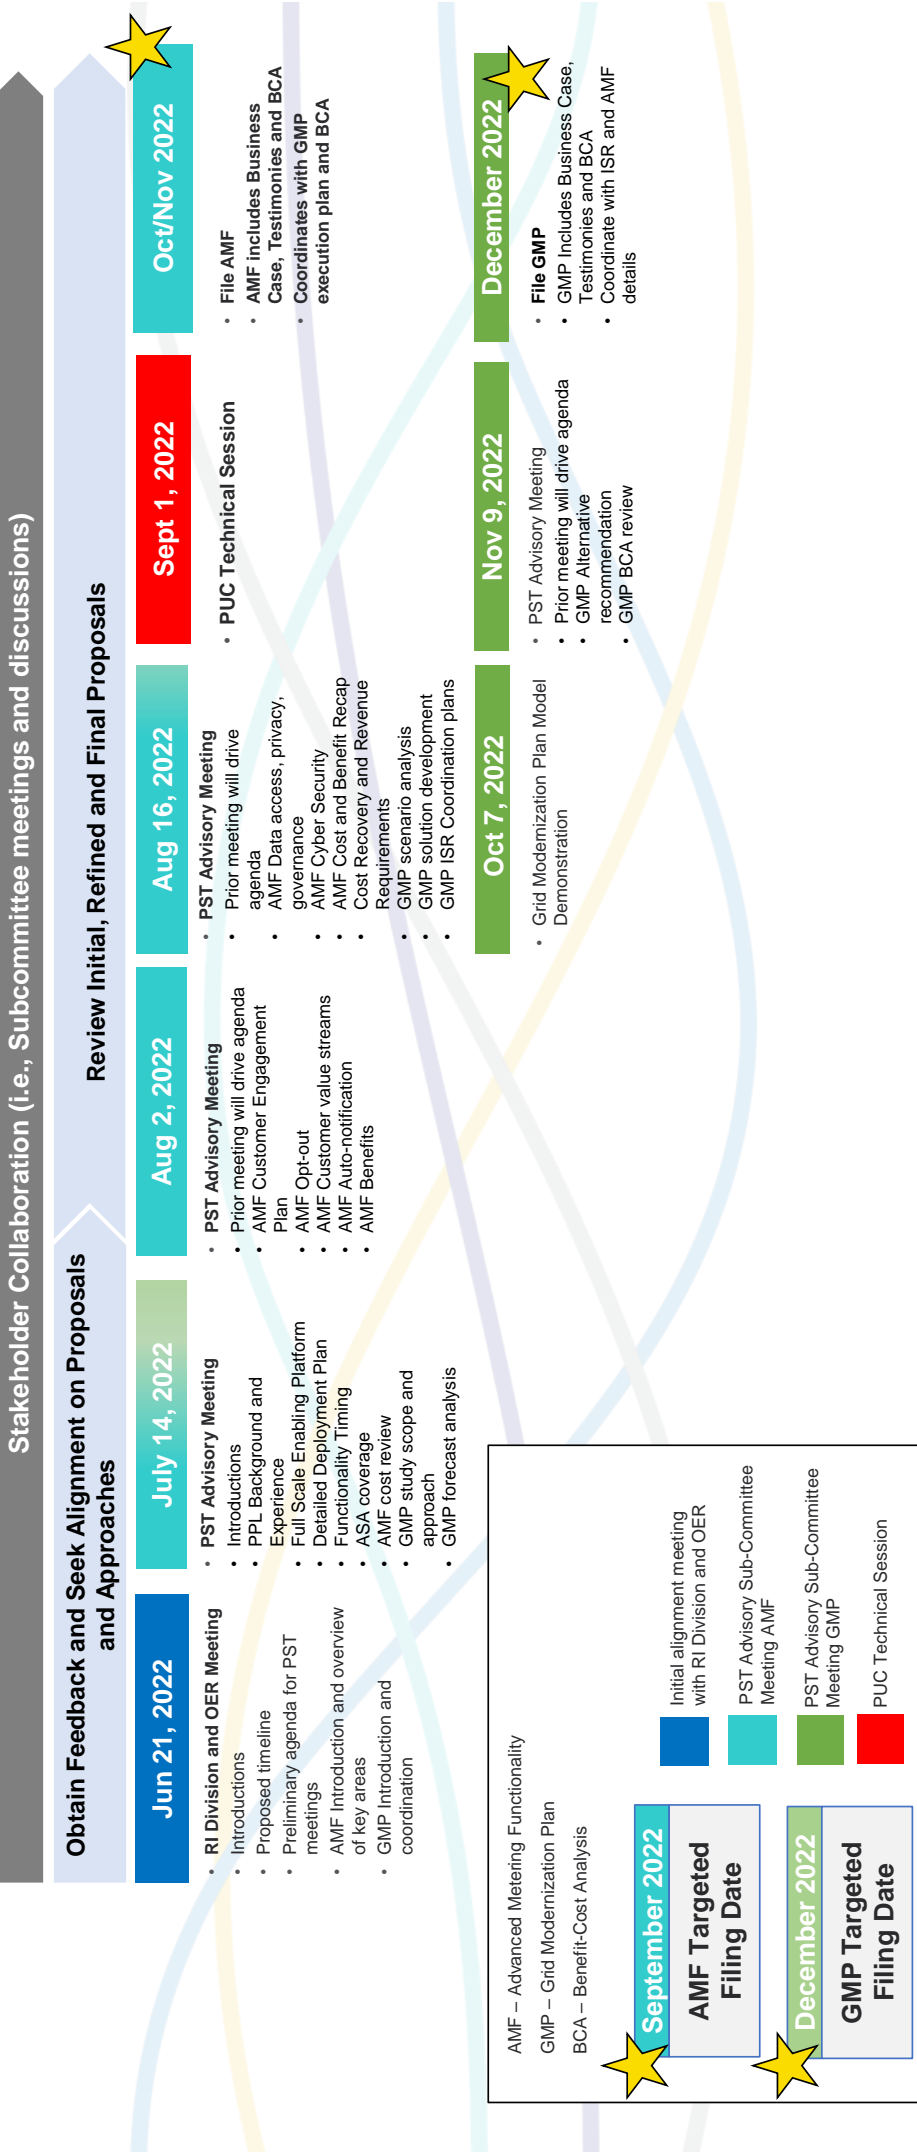 Stakeholder Collaboration (i.e., Subcommittee meetings and discussions)
Obtain Feedback and Seek Alignment on Proposals
and Approaches
Review Initial, Refined and Final Proposals
Jun 21, 2022
• RI Division and OER Meeting
• Introductions
• Proposed timeline
• Preliminary agenda for PST
meetings
• AMF Introduction and overview
of key areas
• GMP Introduction and
coordination
July 14, 2022
• PST Advisory Meeting
• Introductions
• PPL Background and
Experience
• Full Scale Enabling Platform
• Detailed Deployment Plan
• Functionality Timing
• ASA coverage
• AMF cost review
• GMP study scope and
approach
• GMP forecast analysis
Aug 2, 2022
• PST Advisory Meeting
• Prior meeting will drive agenda
• AMF Customer Engagement
Plan
• AMF Opt-out
• AMF Customer value streams
• AMF Auto-notification
• AMF Benefits
Aug 16, 2022
• PST Advisory Meeting
• Prior meeting will drive
agenda
• AMF Data access, privacy,
governance
• AMF Cyber Security
• AMF Cost and Benefit Recap
• Cost Recovery and Revenue
Requirements
• GMP scenario analysis
• GMP solution development
• GMP ISR Coordination plans
Sept 1, 2022
• PUC Technical Session
Oct/Nov 2022
• File AMF
• AMF includes Business
Case, Testimonies and BCA
• Coordinates with GMP
execution plan and BCA
Oct 7, 2022
• Grid Modernization Plan Model
Demonstration
Nov 9, 2022
• PST Advisory Meeting
• Prior meeting will drive agenda
• GMP Alternative
recommendation
• GMP BCA review
December 2022
• File GMP
• GMP Includes Business Case,
Testimonies and BCA
• Coordinate with ISR and AMF
details
AMF – Advanced Metering Functionality
GMP – Grid Modernization Plan
BCA – Benefit-Cost Analysis
September 2022
AMF Targeted
Filing Date
December 2022
GMP Targeted
Filing Date
Initial alignment meeting
with RI Division and OER
PST Advisory Sub-Committee
Meeting AMF
PST Advisory Sub-Committee
Meeting GMP
PUC Technical Session